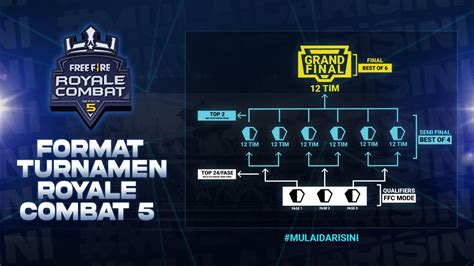 FREE FIRE
ROYALE
COMBAT
SEASON
5
FORMAT
TURNAMEN
ROYALE
COMBAT 5
GRAND
FINAL
12 TIM
FINAL
BEST OF 6
TOP 2
12 TIM
12 TIM
12 TIM
12 TIM
12 TIM
12 TIM
SEMI FINAL
BEST OF 4
TOP 24/FASE
QUALIFIERS
FFC MODE
FASE 1
FASE 2
FASE 3
#MULAIDARISINI